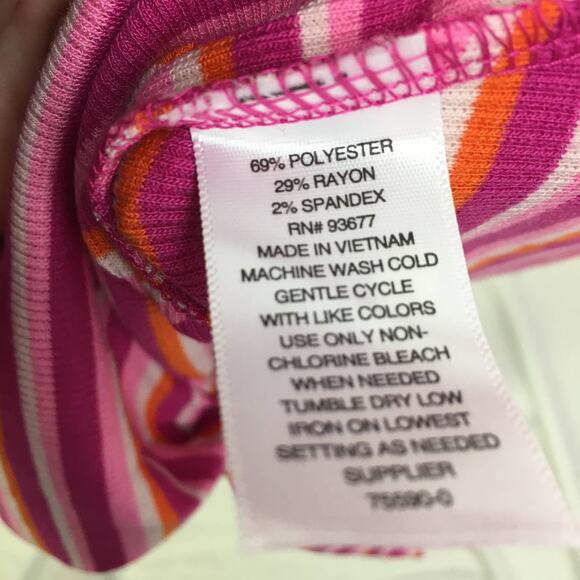 69% POLYESTER
29% RAYON
2% SPANDEX
RN# 93677
MADE IN VIETNAM
MACHINE WASH COLD
GENTLE CYCLE
WITH LIKE COLORS
USE ONLY NON-
CHLORINE BLEACH
WHEN NEEDED
TUMBLE DRY LOW
IRON ON LOWEST
SETTING AS NEEDED
SUPPLIER
75590-0